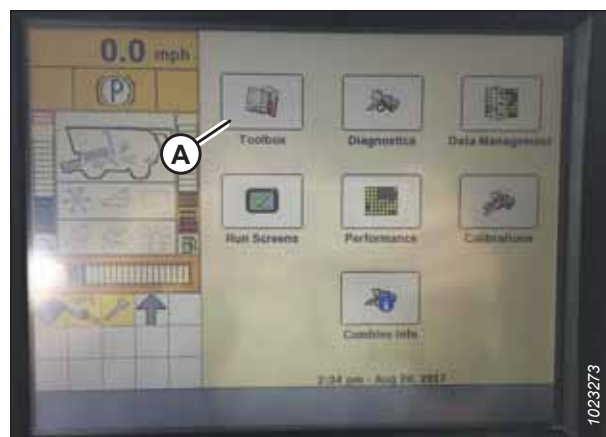 0.0 mph
(P)
A
Toolbox
Diagnostics
Data Management
Run Screens
Performance
Calibrations
Combine Info
2:34 pm - Aug 24, 2017
1023273